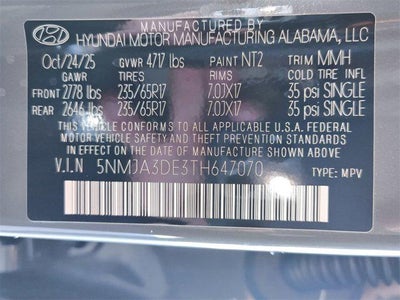 MANUFACTURED BY
HYUNDAI MOTOR MANUFACTURING ALABAMA, LLC
Oct/24/25 GVWR 4717 lbs PAINT NT2 TRIM MMH
GAWR TIRES RIMS COLD TIRE PRES.
FRONT 2778 lbs 235/65R17 7.0JX17 35 psi SINGLE
REAR 2646 lbs 235/65R17 7.0JX17 35 psi SINGLE
THIS VEHICLE CONFORMS TO ALL APPLICABLE U.S.
FEDERAL MOTOR VEHICLE SAFETY AND THEFT PREVENTION STANDARDS
IN EFFECT ON THE DATE OF MANUFACTURE SHOWN ABOVE.
V.I.N 5NMJA3DE3TH647070
TYPE: MPV